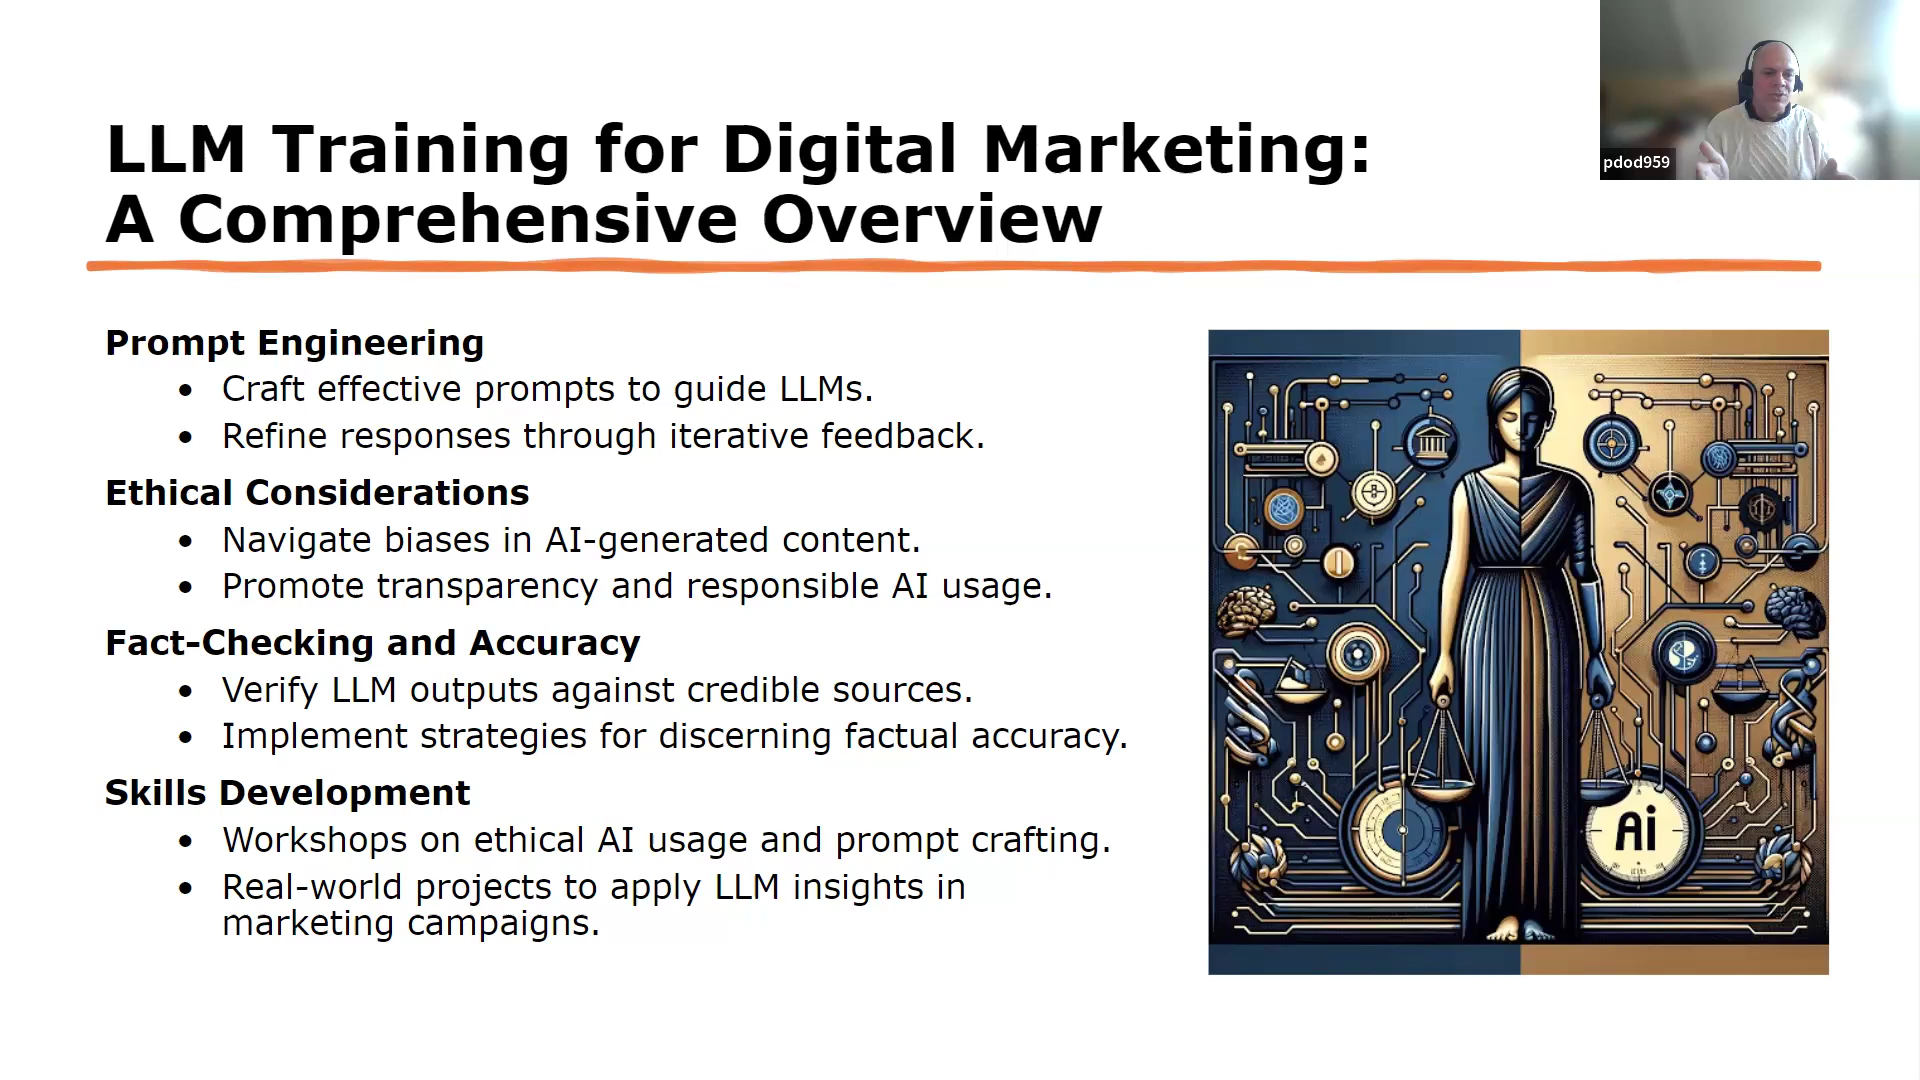 LLM Training for Digital Marketing:
A Comprehensive Overview
pdod959
Prompt Engineering
• Craft effective prompts to guide LLMs.
• Refine responses through iterative feedback.
Ethical Considerations
• Navigate biases in AI-generated content.
• Promote transparency and responsible AI usage.
Fact-Checking and Accuracy
• Verify LLM outputs against credible sources.
• Implement strategies for discerning factual accuracy.
Skills Development
• Workshops on ethical AI usage and prompt crafting.
• Real-world projects to apply LLM insights in
marketing campaigns.
Ai